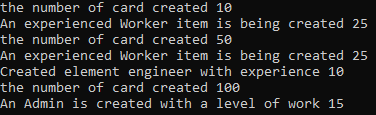 the number of card created 10
An experienced Worker item is being created 25
the number of card created 50
An experienced Worker item is being created 25
Created element engineer with experience 10
the number of card created 100
An Admin is created with a level of work 15